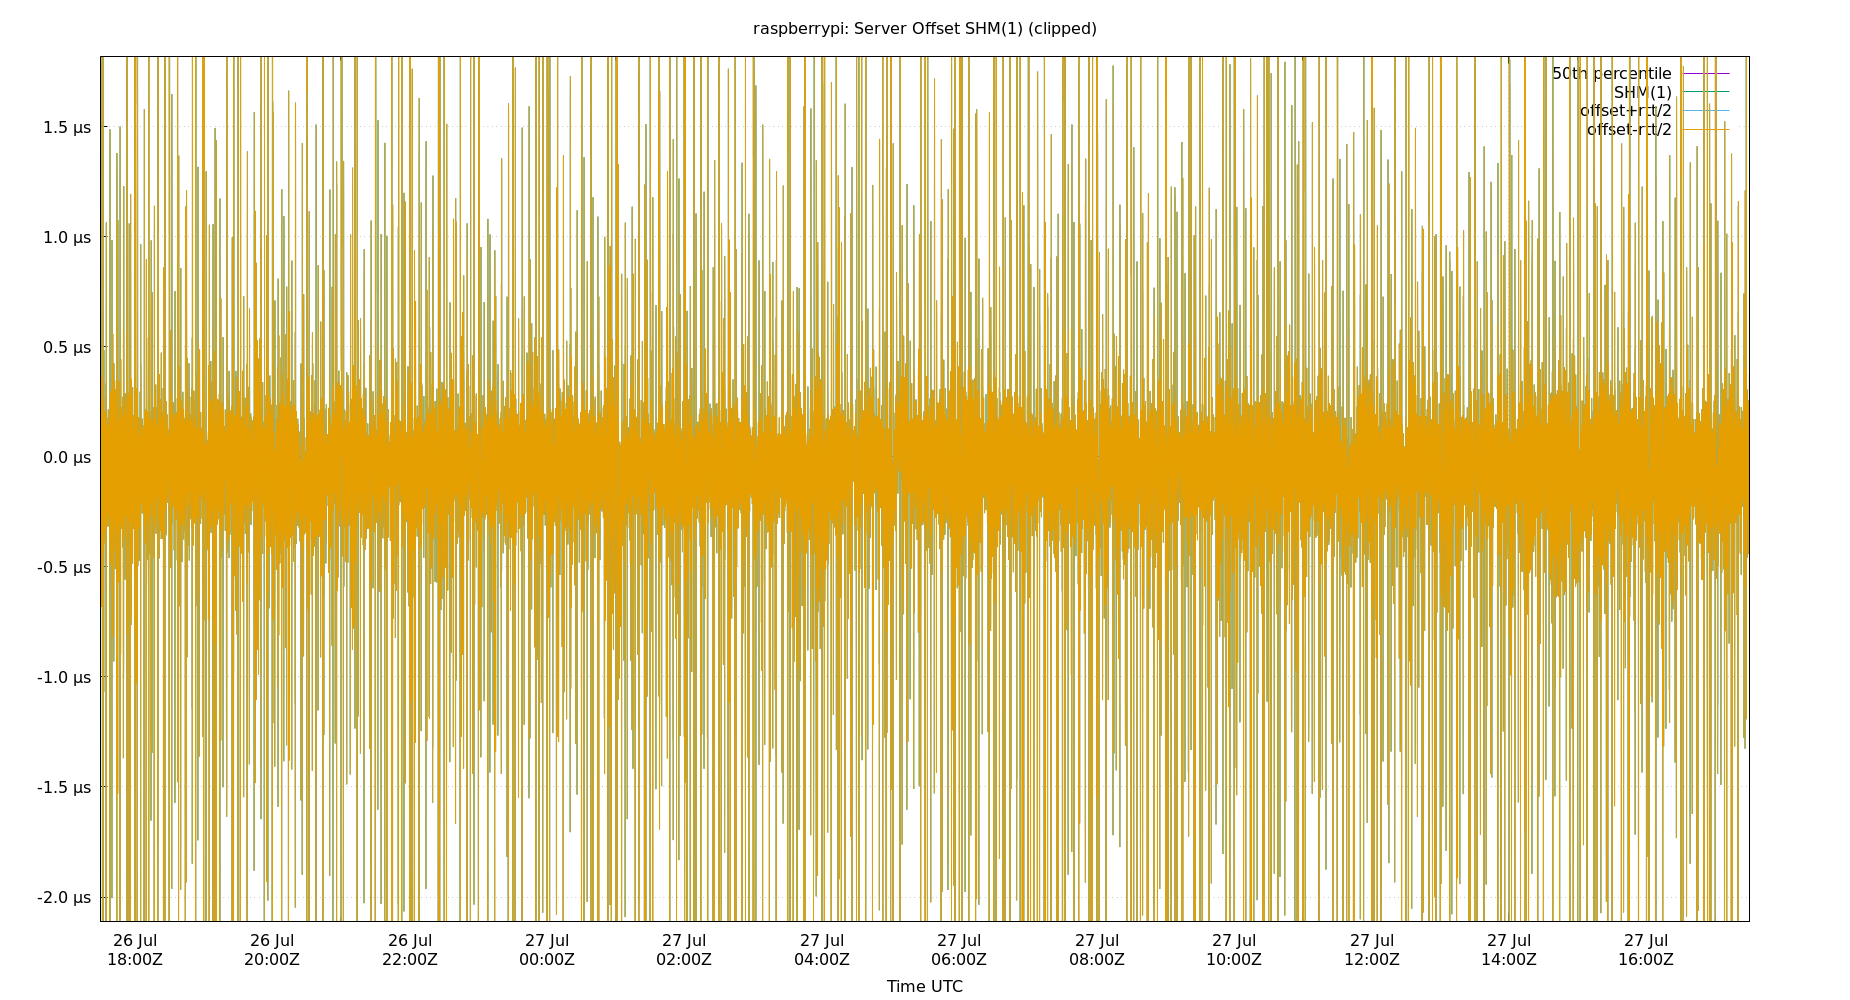 raspberrypi: Server Offset SHM(1) (clipped)
50th percentile
SHM(1)
offset+rtt/2
offset-rtt/2
1.5 µs
1.0 µs
0.5 µs
0.0 µs
-0.5 µs
-1.0 µs
-1.5 µs
-2.0 µs
26 Jul 26 Jul 26 Jul 27 Jul 27 Jul 27 Jul 27 Jul 27 Jul 27 Jul 27 Jul 27 Jul 27 Jul
18:00Z 20:00Z 22:00Z 00:00Z 02:00Z 04:00Z 06:00Z 08:00Z 10:00Z 12:00Z 14:00Z 16:00Z
Time UTC